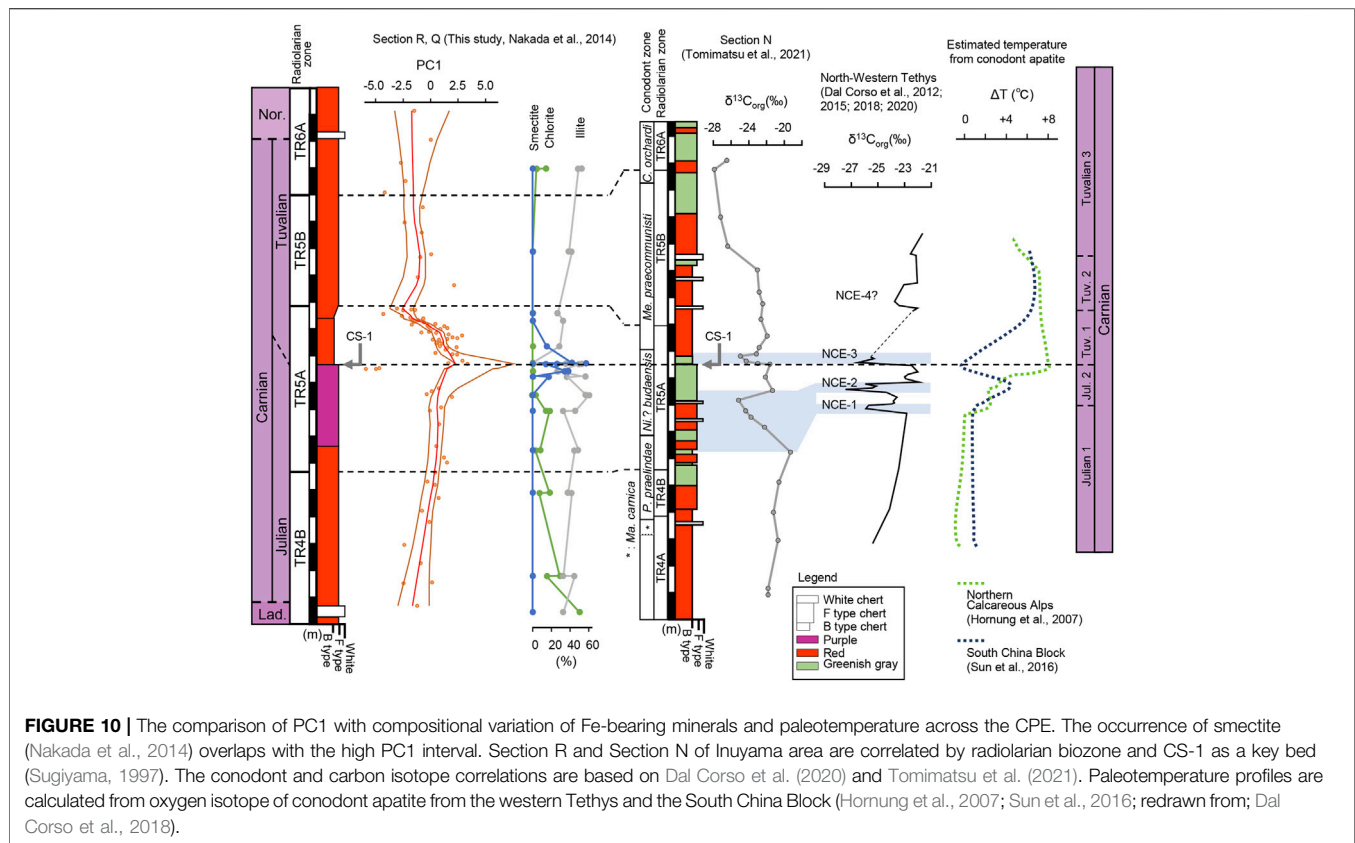 Section R, Q (This study, Nakada et al., 2014)
Radiolarian zone
PC1
-5.0 -2.5 0 2.5 5.0
Smectite
Chlorite
Illite
Nor.
Carnian
Tuvalian
Julian
Lad.
TR6A
TR5B
TR5A
TR4B
CS-1
0 20 40 60
(%)
(m)
B type
F type
White
Conodont zone
Radiolarian zone
Section N
(Tomimatsu et al., 2021)
δ¹³Corg(‰)
-28 -24 -20
C. orchardi
Me. praecommunisti
Ni.? budaensis
P. praelindae
*
* : Ma. carnica
TR6A
TR5B
TR5A
TR4B
TR4A
CS-1
(m)
B type
F type
White
North-Western Tethys
(Dal Corso et al., 2012;
2015; 2018; 2020)
δ¹³Corg(‰)
-29 -27 -25 -23 -21
NCE-4?
NCE-3
NCE-2
NCE-1
Estimated temperature
from conodont apatite
ΔT (°C)
0 +4 +8
Tuvalian 3
Tuv. 2
Tuv. 1
Jul. 2
Julian 1
Carnian
Legend
White chert
F type chert
B type chert
Purple
Red
Greenish gray
Northern
Calcareous Alps
(Hornung et al., 2007)
South China Block
(Sun et al., 2016)
FIGURE 10 | The comparison of PC1 with compositional variation of Fe-bearing minerals and paleotemperature across the CPE. The occurrence of smectite
(Nakada et al., 2014) overlaps with the high PC1 interval. Section R and Section N of Inuyama area are correlated by radiolarian biozone and CS-1 as a key bed
(Sugiyama, 1997). The conodont and carbon isotope correlations are based on Dal Corso et al. (2020) and Tomimatsu et al. (2021). Paleotemperature profiles are
calculated from oxygen isotope of conodont apatite from the western Tethys and the South China Block (Hornung et al., 2007; Sun et al., 2016; redrawn from; Dal
Corso et al., 2018).